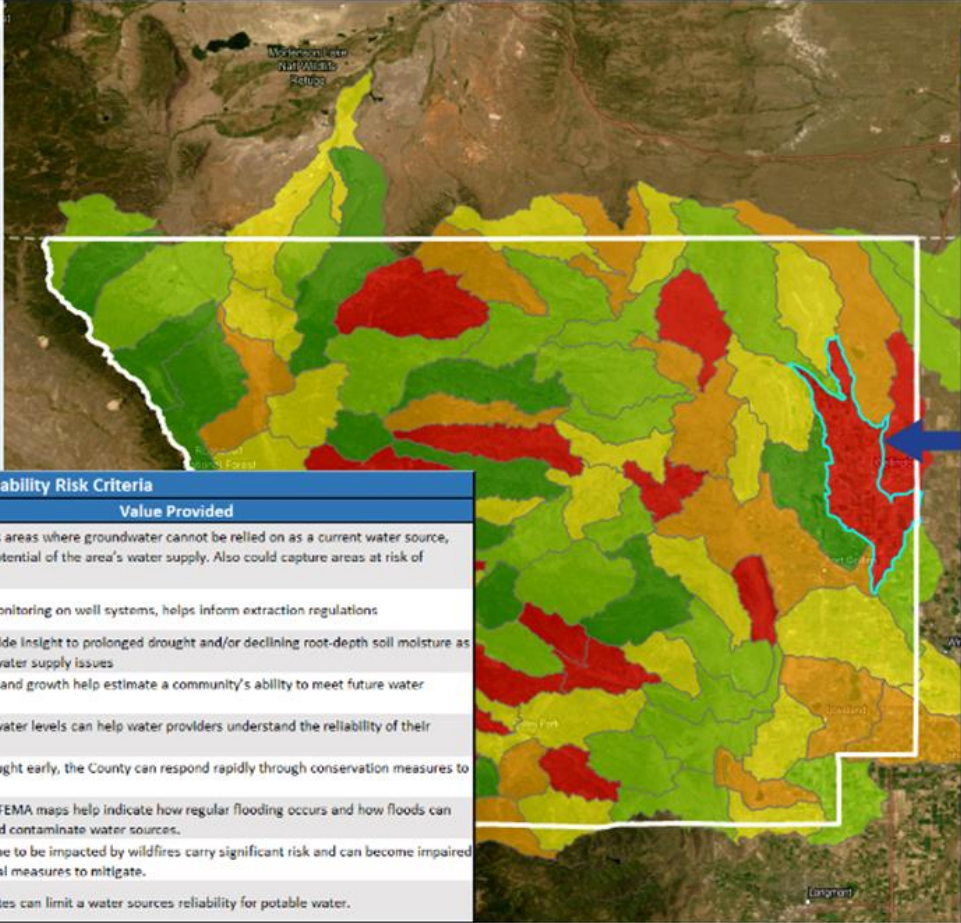 Mortenson Lake
Natl Wildlife
Refuge
Forest
ability Risk Criteria
Value Provided
areas where groundwater cannot be relied on as a current water source,
otential of the area's water supply. Also could capture areas at risk of
onitoring on well systems, helps inform extraction regulations
ide insight to prolonged drought and/or declining root-depth soil moisture as
water supply issues
and growth help estimate a community's ability to meet future water
water levels can help water providers understand the reliability of their
ught early, the County can respond rapidly through conservation measures to
FEMA maps help indicate how regular flooding occurs and how floods can
d contaminate water sources.
ne to be impacted by wildfires carry significant risk and can become impaired
al measures to mitigate.
tes can limit a water sources reliability for potable water.
Park
Loveland
Longmont